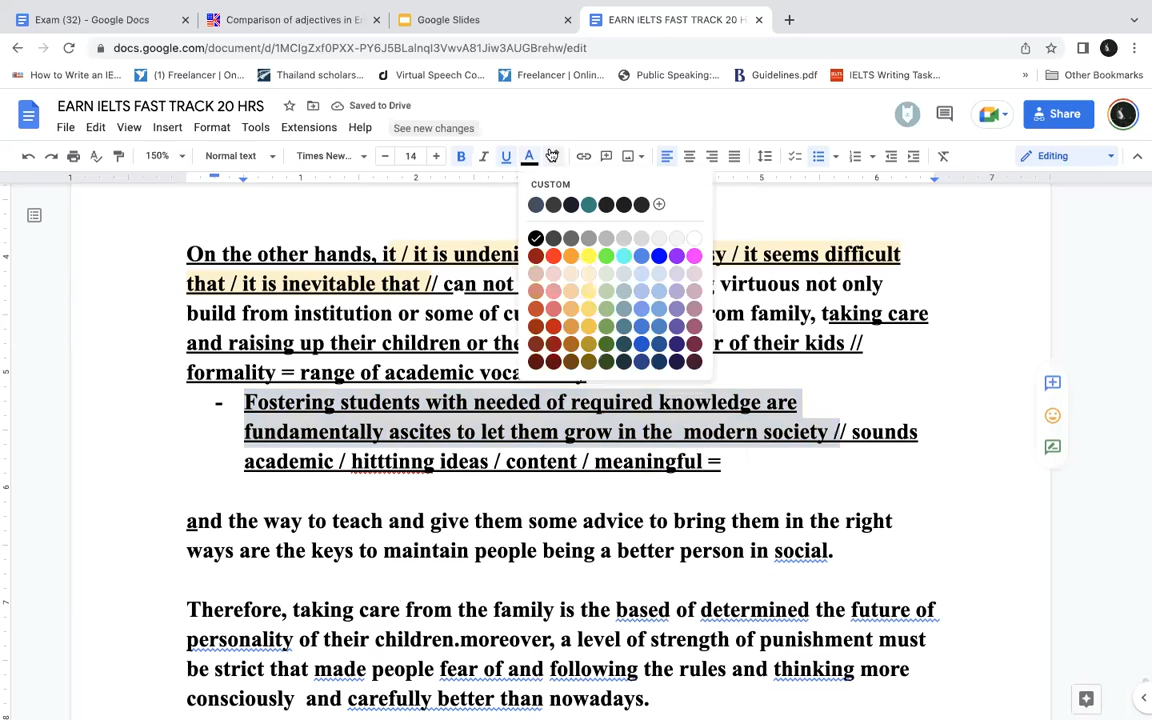 Exam (32) - Google Docs
Comparison of adjectives in E
Google Slides
EARN IELTS FAST TRACK 20 H
docs.google.com/document/d/1MCIgZxf0PXX-PY6J5BLalnqI3VwvA81Jiw3AUGBrehw/edit
How to Write an IE...
(1) Freelancer | On...
Thailand scholars...
Virtual Speech Co...
Freelancer | Onlin...
Public Speaking:...
Guidelines.pdf
IELTS Writing Task...
Other Bookmarks
EARN IELTS FAST TRACK 20 HRS
Saved to Drive
File Edit View Insert Format Tools Extensions Help
See new changes
Share
150%
Normal text
Times New...
14
Editing
CUSTOM
1 1 2 5 6 7
On the other hands, it / it is undeni sy / it seems difficult
that / it is inevitable that // can not virtuous not only
build from institution or some of cu rom family, taking care
and raising up their children or the r of their kids //
formality = range of academic voca
- Fostering students with needed of required knowledge are
fundamentally ascites to let them grow in the modern society // sounds
academic / hitttinng ideas / content / meaningful =
and the way to teach and give them some advice to bring them in the right
ways are the keys to maintain people being a better person in social.
Therefore, taking care from the family is the based of determined the future of
personality of their children.moreover, a level of strength of punishment must
be strict that made people fear of and following the rules and thinking more
consciously and carefully better than nowadays.